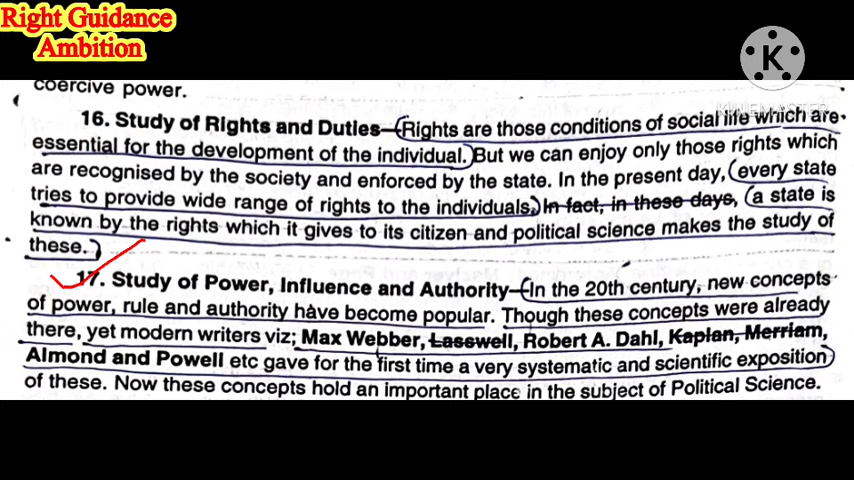 Right Guidance
Ambition
K
KINEMASTER
coercive power.
16. Study of Rights and Duties—(Rights are those conditions of social life which are
essential for the development of the individual.) But we can enjoy only those rights which
are recognised by the society and enforced by the state. In the present day, (every state
tries to provide wide range of rights to the individuals.) In fact, in these days, (a state is
known by the rights which it gives to its citizen and political science makes the study of
these.)
17. Study of Power, Influence and Authority—(In the 20th century, new concepts
of power, rule and authority have become popular. Though these concepts were already
there, yet modern writers viz; Max Webber, Lasswell, Robert A. Dahl, Kaplan, Merriam,
Almond and Powell etc gave for the first time a very systematic and scientific exposition)
of these. Now these concepts hold an important place in the subject of Political Science.